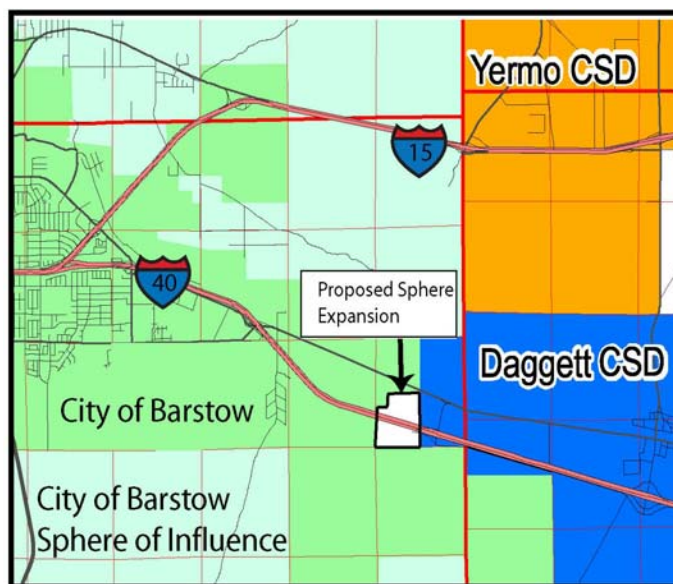 Yermo CSD
15
40
Proposed Sphere
Expansion
Daggett CSD
City of Barstow
City of Barstow
Sphere of Influence